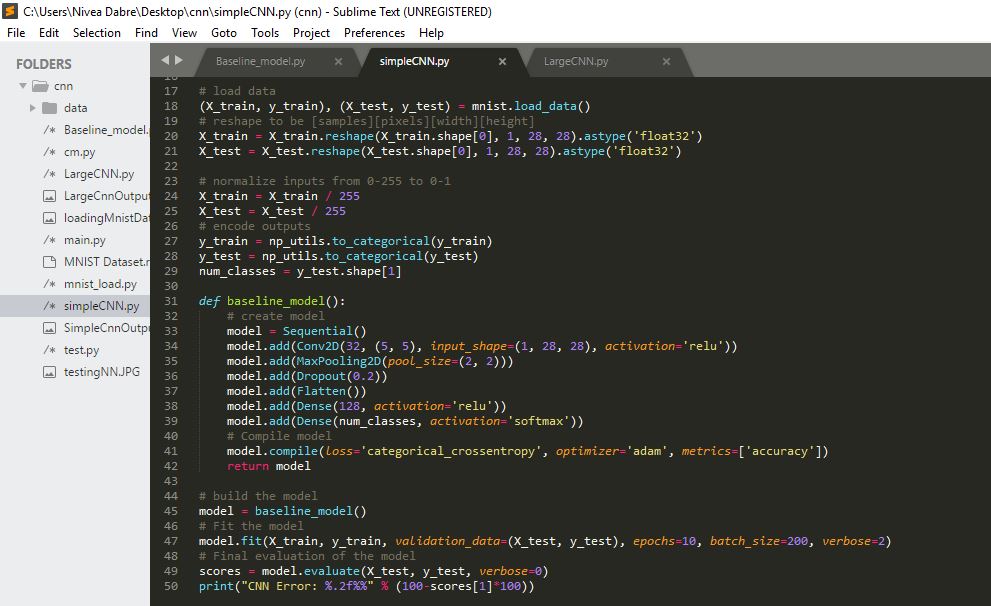 C:\Users\Nivea Dabre\Desktop\cnn\simpleCNN.py (cnn) - Sublime Text (UNREGISTERED)
File Edit Selection Find View Goto Tools Project Preferences Help
FOLDERS
cnn
data
/* Baseline_model.
/* cm.py
/* LargeCNN.py
LargeCnnOutpu
loadingMnistDat
/* main.py
MNIST Dataset.r
/* mnist_load.py
/* simpleCNN.py
SimpleCnnOutp
/* test.py
testingNN.JPG
Baseline_model.py × simpleCNN.py × LargeCNN.py ×
16
17 # load data
18 (X_train, y_train), (X_test, y_test) = mnist.load_data()
19 # reshape to be [samples][pixels][width][height]
20 X_train = X_train.reshape(X_train.shape[0], 1, 28, 28).astype('float32')
21 X_test = X_test.reshape(X_test.shape[0], 1, 28, 28).astype('float32')
22
23 # normalize inputs from 0-255 to 0-1
24 X_train = X_train / 255
25 X_test = X_test / 255
26 # encode outputs
27 y_train = np_utils.to_categorical(y_train)
28 y_test = np_utils.to_categorical(y_test)
29 num_classes = y_test.shape[1]
30
31 def baseline_model():
32 # create model
33 model = Sequential()
34 model.add(Conv2D(32, (5, 5), input_shape=(1, 28, 28), activation='relu'))
35 model.add(MaxPooling2D(pool_size=(2, 2)))
36 model.add(Dropout(0.2))
37 model.add(Flatten())
38 model.add(Dense(128, activation='relu'))
39 model.add(Dense(num_classes, activation='softmax'))
40 # Compile model
41 model.compile(loss='categorical_crossentropy', optimizer='adam', metrics=['accuracy'])
42 return model
43
44 # build the model
45 model = baseline_model()
46 # Fit the model
47 model.fit(X_train, y_train, validation_data=(X_test, y_test), epochs=10, batch_size=200, verbose=2)
48 # Final evaluation of the model
49 scores = model.evaluate(X_test, y_test, verbose=0)
50 print("CNN Error: %.2f%%" % (100-scores[1]*100))